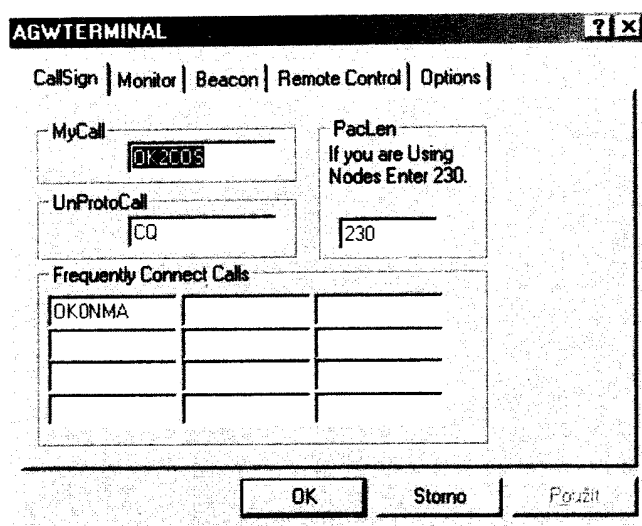 AGWTERMINAL
CallSign Monitor Beacon Remote Control Options
MyCall
OK2COS
UnProtoCall
CQ
PacLen
If you are Using
Nodes Enter 230.
230
Frequently Connect Calls
OK0NMA
OK Storno Použít